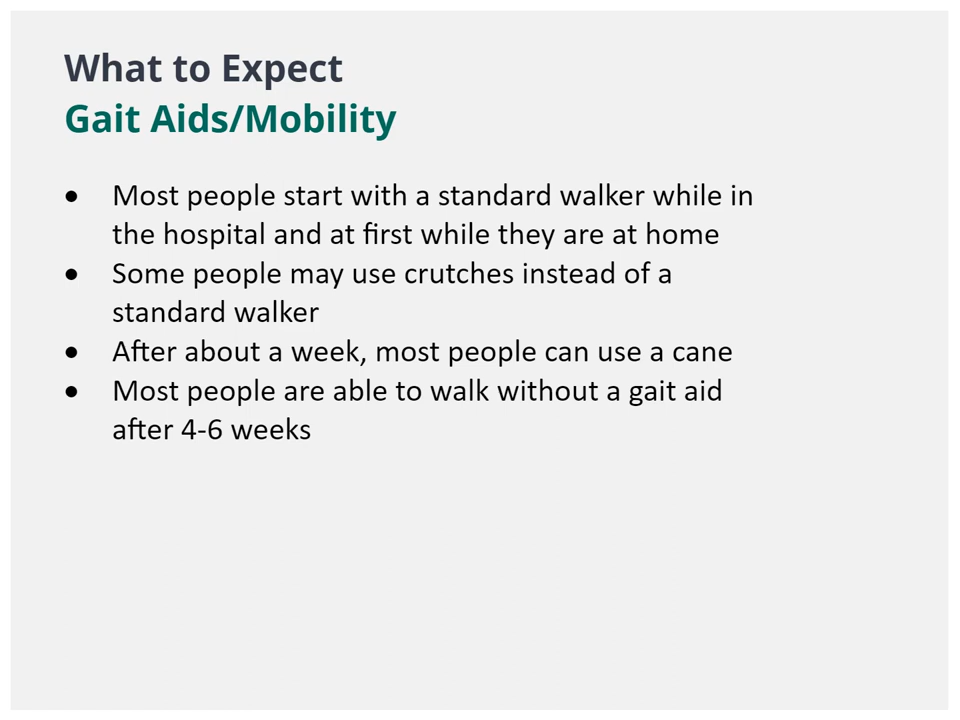 What to Expect
Gait Aids/Mobility
● Most people start with a standard walker while in
the hospital and at first while they are at home
● Some people may use crutches instead of a
standard walker
● After about a week, most people can use a cane
● Most people are able to walk without a gait aid
after 4-6 weeks